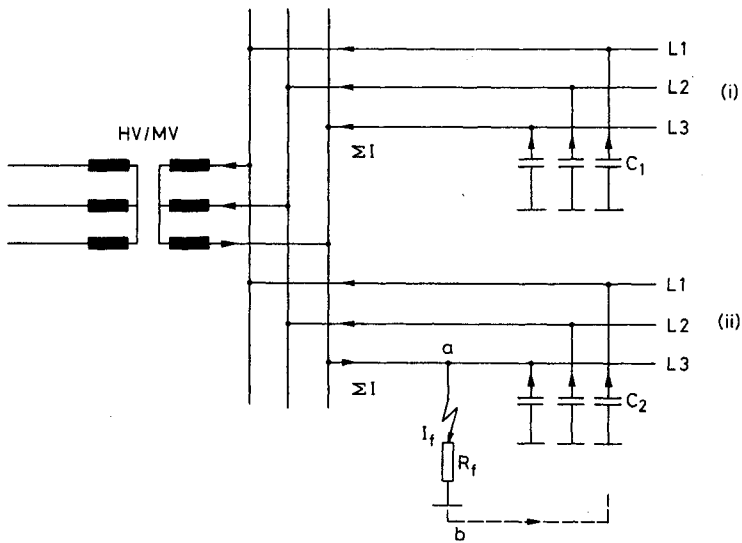 L1
L2
(i)
HV/MV
L3
ΣI
C1
L1
L2
(ii)
a
L3
ΣI
C2
If
Rf
b